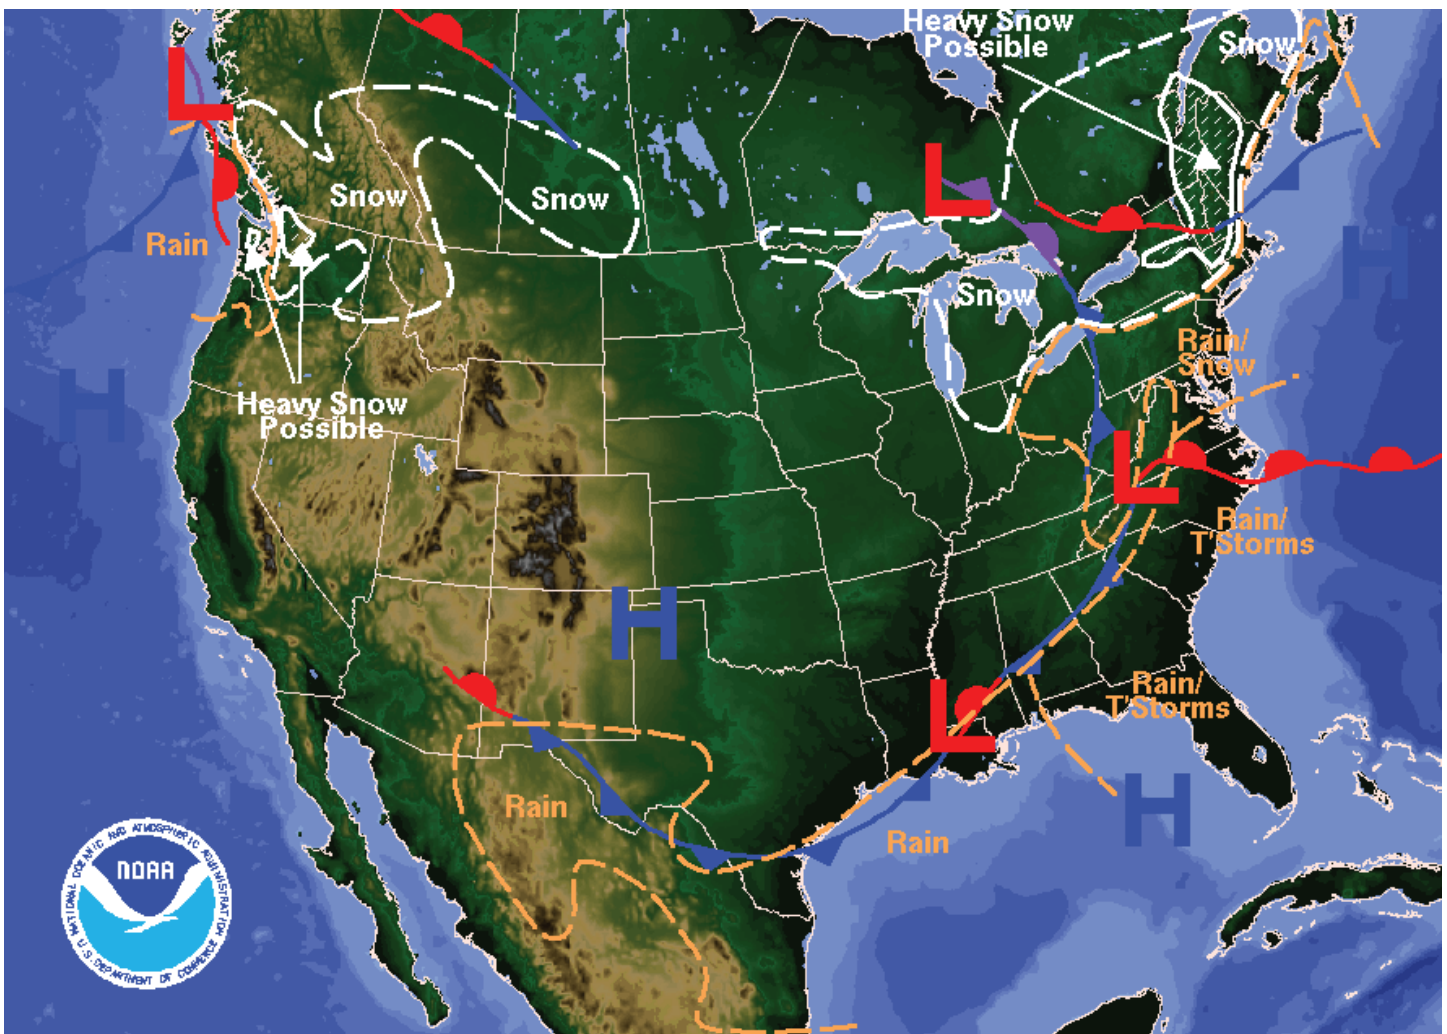 Heavy Snow
Possible
Snow
L
L
Snow
Snow
Rain
H
Snow
Rain/
Snow
H
Heavy Snow
Possible
L
Rain/
T'Storms
H
L
Rain/
T'Storms
Rain
H
Rain
NATIONAL OCEANIC AND ATMOSPHERIC ADMINISTRATION
NOAA
U.S. DEPARTMENT OF COMMERCE